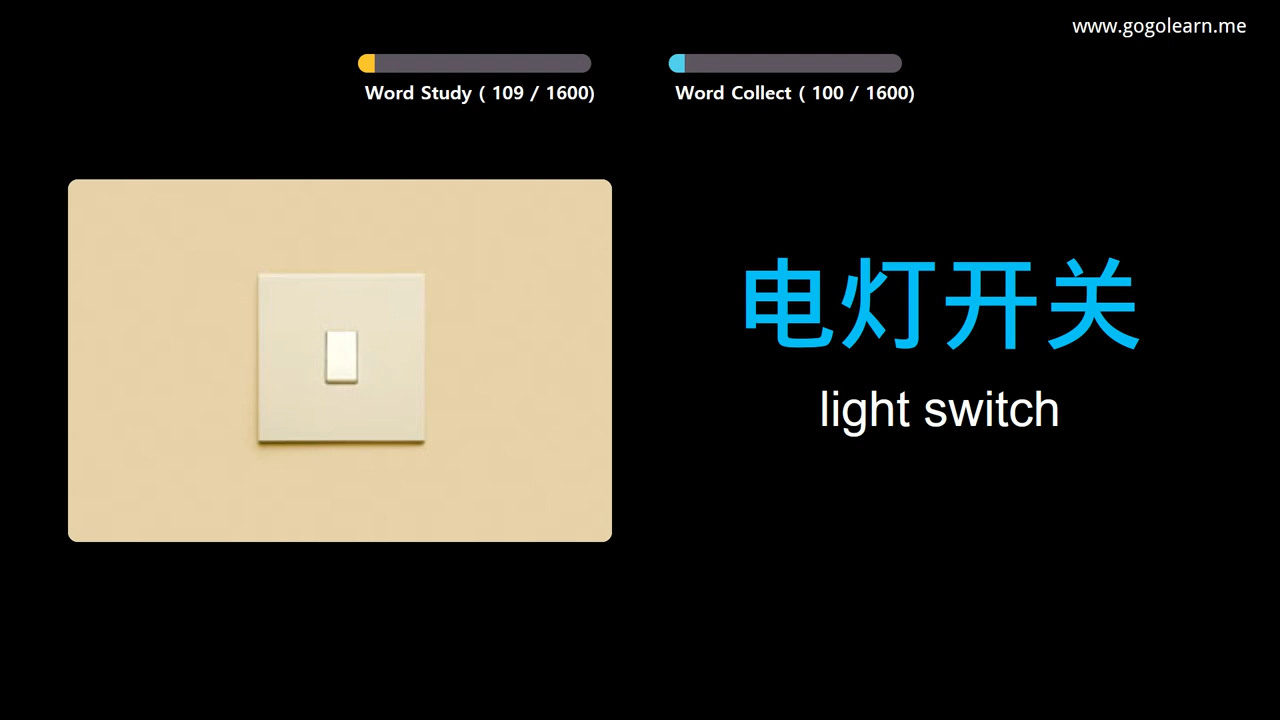 www.gogolearn.me
Word Study ( 109 / 1600)
Word Collect ( 100 / 1600)
电灯开关
light switch